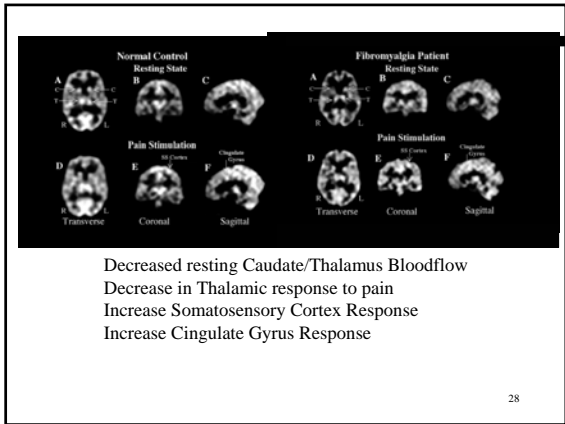 Normal Control
Resting State
A
B
C
C
C
T
T
R
L
Pain Stimulation
D
E
SS Cortex
F
Cingulate
Gyrus
R
L
Transverse
Coronal
Sagittal
Fibromyalgia Patient
Resting State
A
B
C
C
C
T
T
R
L
Pain Stimulation
D
E
SS Cortex
F
Cingulate
Gyrus
R
L
Transverse
Coronal
Sagittal
Decreased resting Caudate/Thalamus Bloodflow
Decrease in Thalamic response to pain
Increase Somatosensory Cortex Response
Increase Cingulate Gyrus Response
28